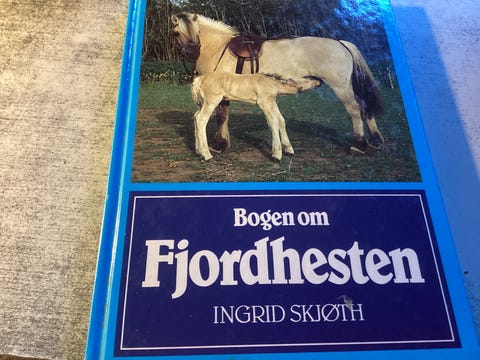 Bogen om
Fjordhesten
INGRID SKJØTH